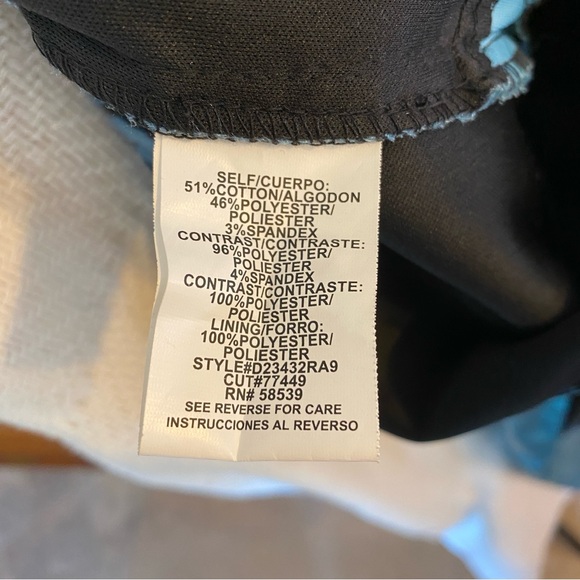 SELF/CUERPO:
51%COTTON/ALGODON
46%POLYESTER/
POLIESTER
3%SPANDEX
CONTRAST/CONTRASTE:
96%POLYESTER/
POLIESTER
4%SPANDEX
CONTRAST/CONTRASTE:
100%POLYESTER/
POLIESTER
LINING/FORRO:
100%POLYESTER/
POLIESTER
STYLE#D23432RA9
CUT#77449
RN# 58539
SEE REVERSE FOR CARE
INSTRUCCIONES AL REVERSO